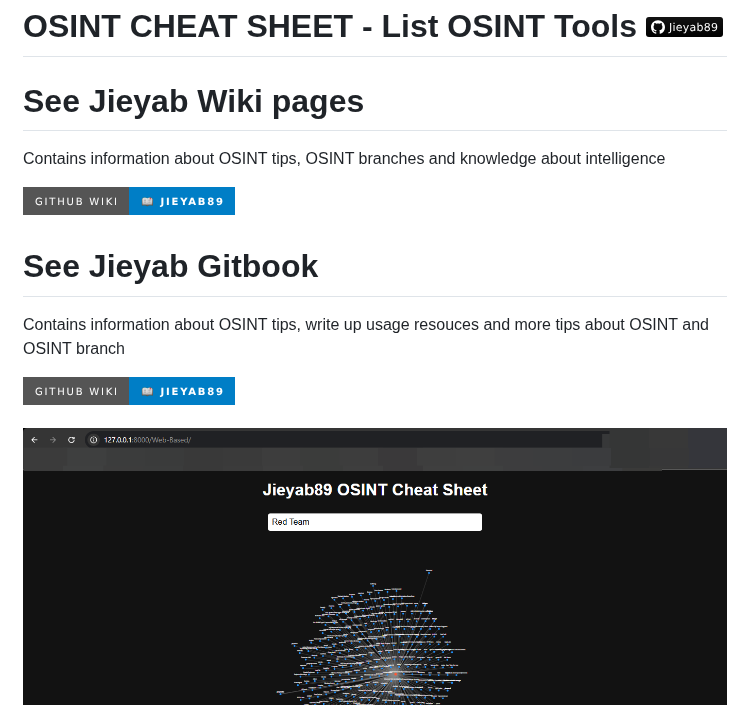 OSINT CHEAT SHEET - List OSINT Tools Jieyab89
See Jieyab Wiki pages
Contains information about OSINT tips, OSINT branches and knowledge about intelligence
GITHUB WIKI JIEYAB89
See Jieyab Gitbook
Contains information about OSINT tips, write up usage resouces and more tips about OSINT and
OSINT branch
GITHUB WIKI JIEYAB89
127.0.0.1:8000/Web-Based/
Jieyab89 OSINT Cheat Sheet
Red Team